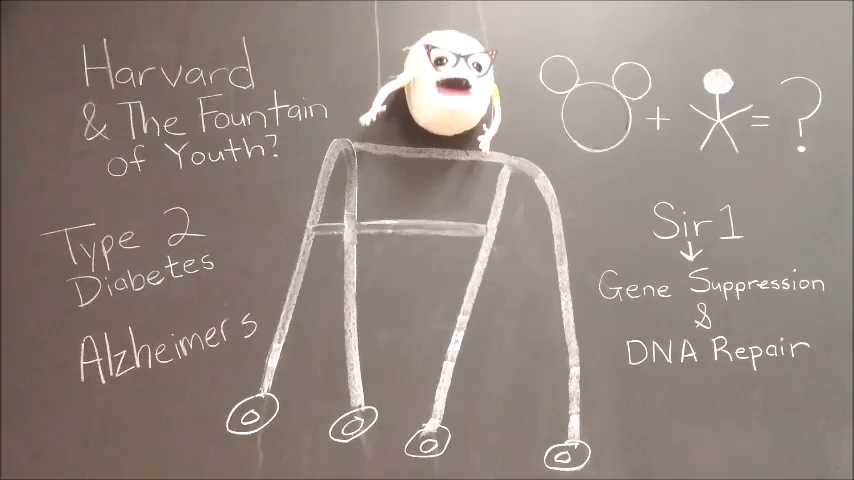 Harvard
& The Fountain
of Youth?
Type 2
Diabetes
Alzheimers
+ = ?
Sir1
↓
Gene Suppression
&
DNA Repair